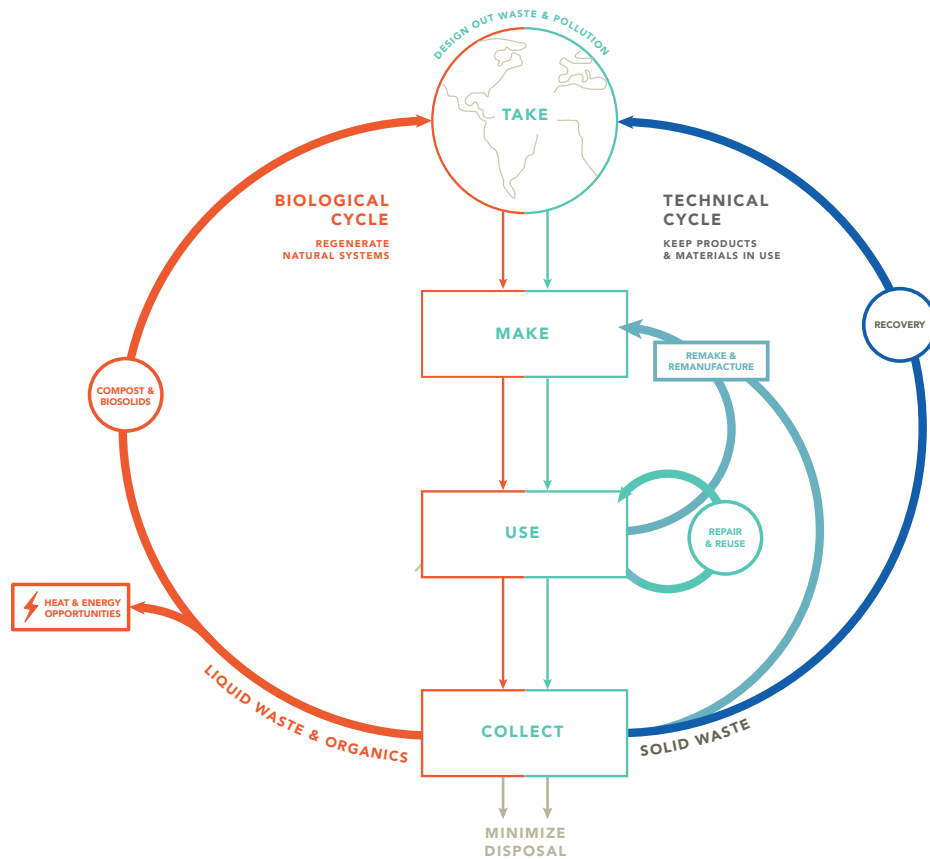 DESIGN OUT WASTE & POLLUTION
TAKE
BIOLOGICAL
CYCLE
REGENERATE
NATURAL SYSTEMS
TECHNICAL
CYCLE
KEEP PRODUCTS
& MATERIALS IN USE
MAKE
RECOVERY
REMAKE &
REMANUFACTURE
COMPOST &
BIOSOLIDS
USE
REPAIR
& REUSE
HEAT & ENERGY
OPPORTUNITIES
LIQUID WASTE & ORGANICS
COLLECT
SOLID WASTE
MINIMIZE
DISPOSAL